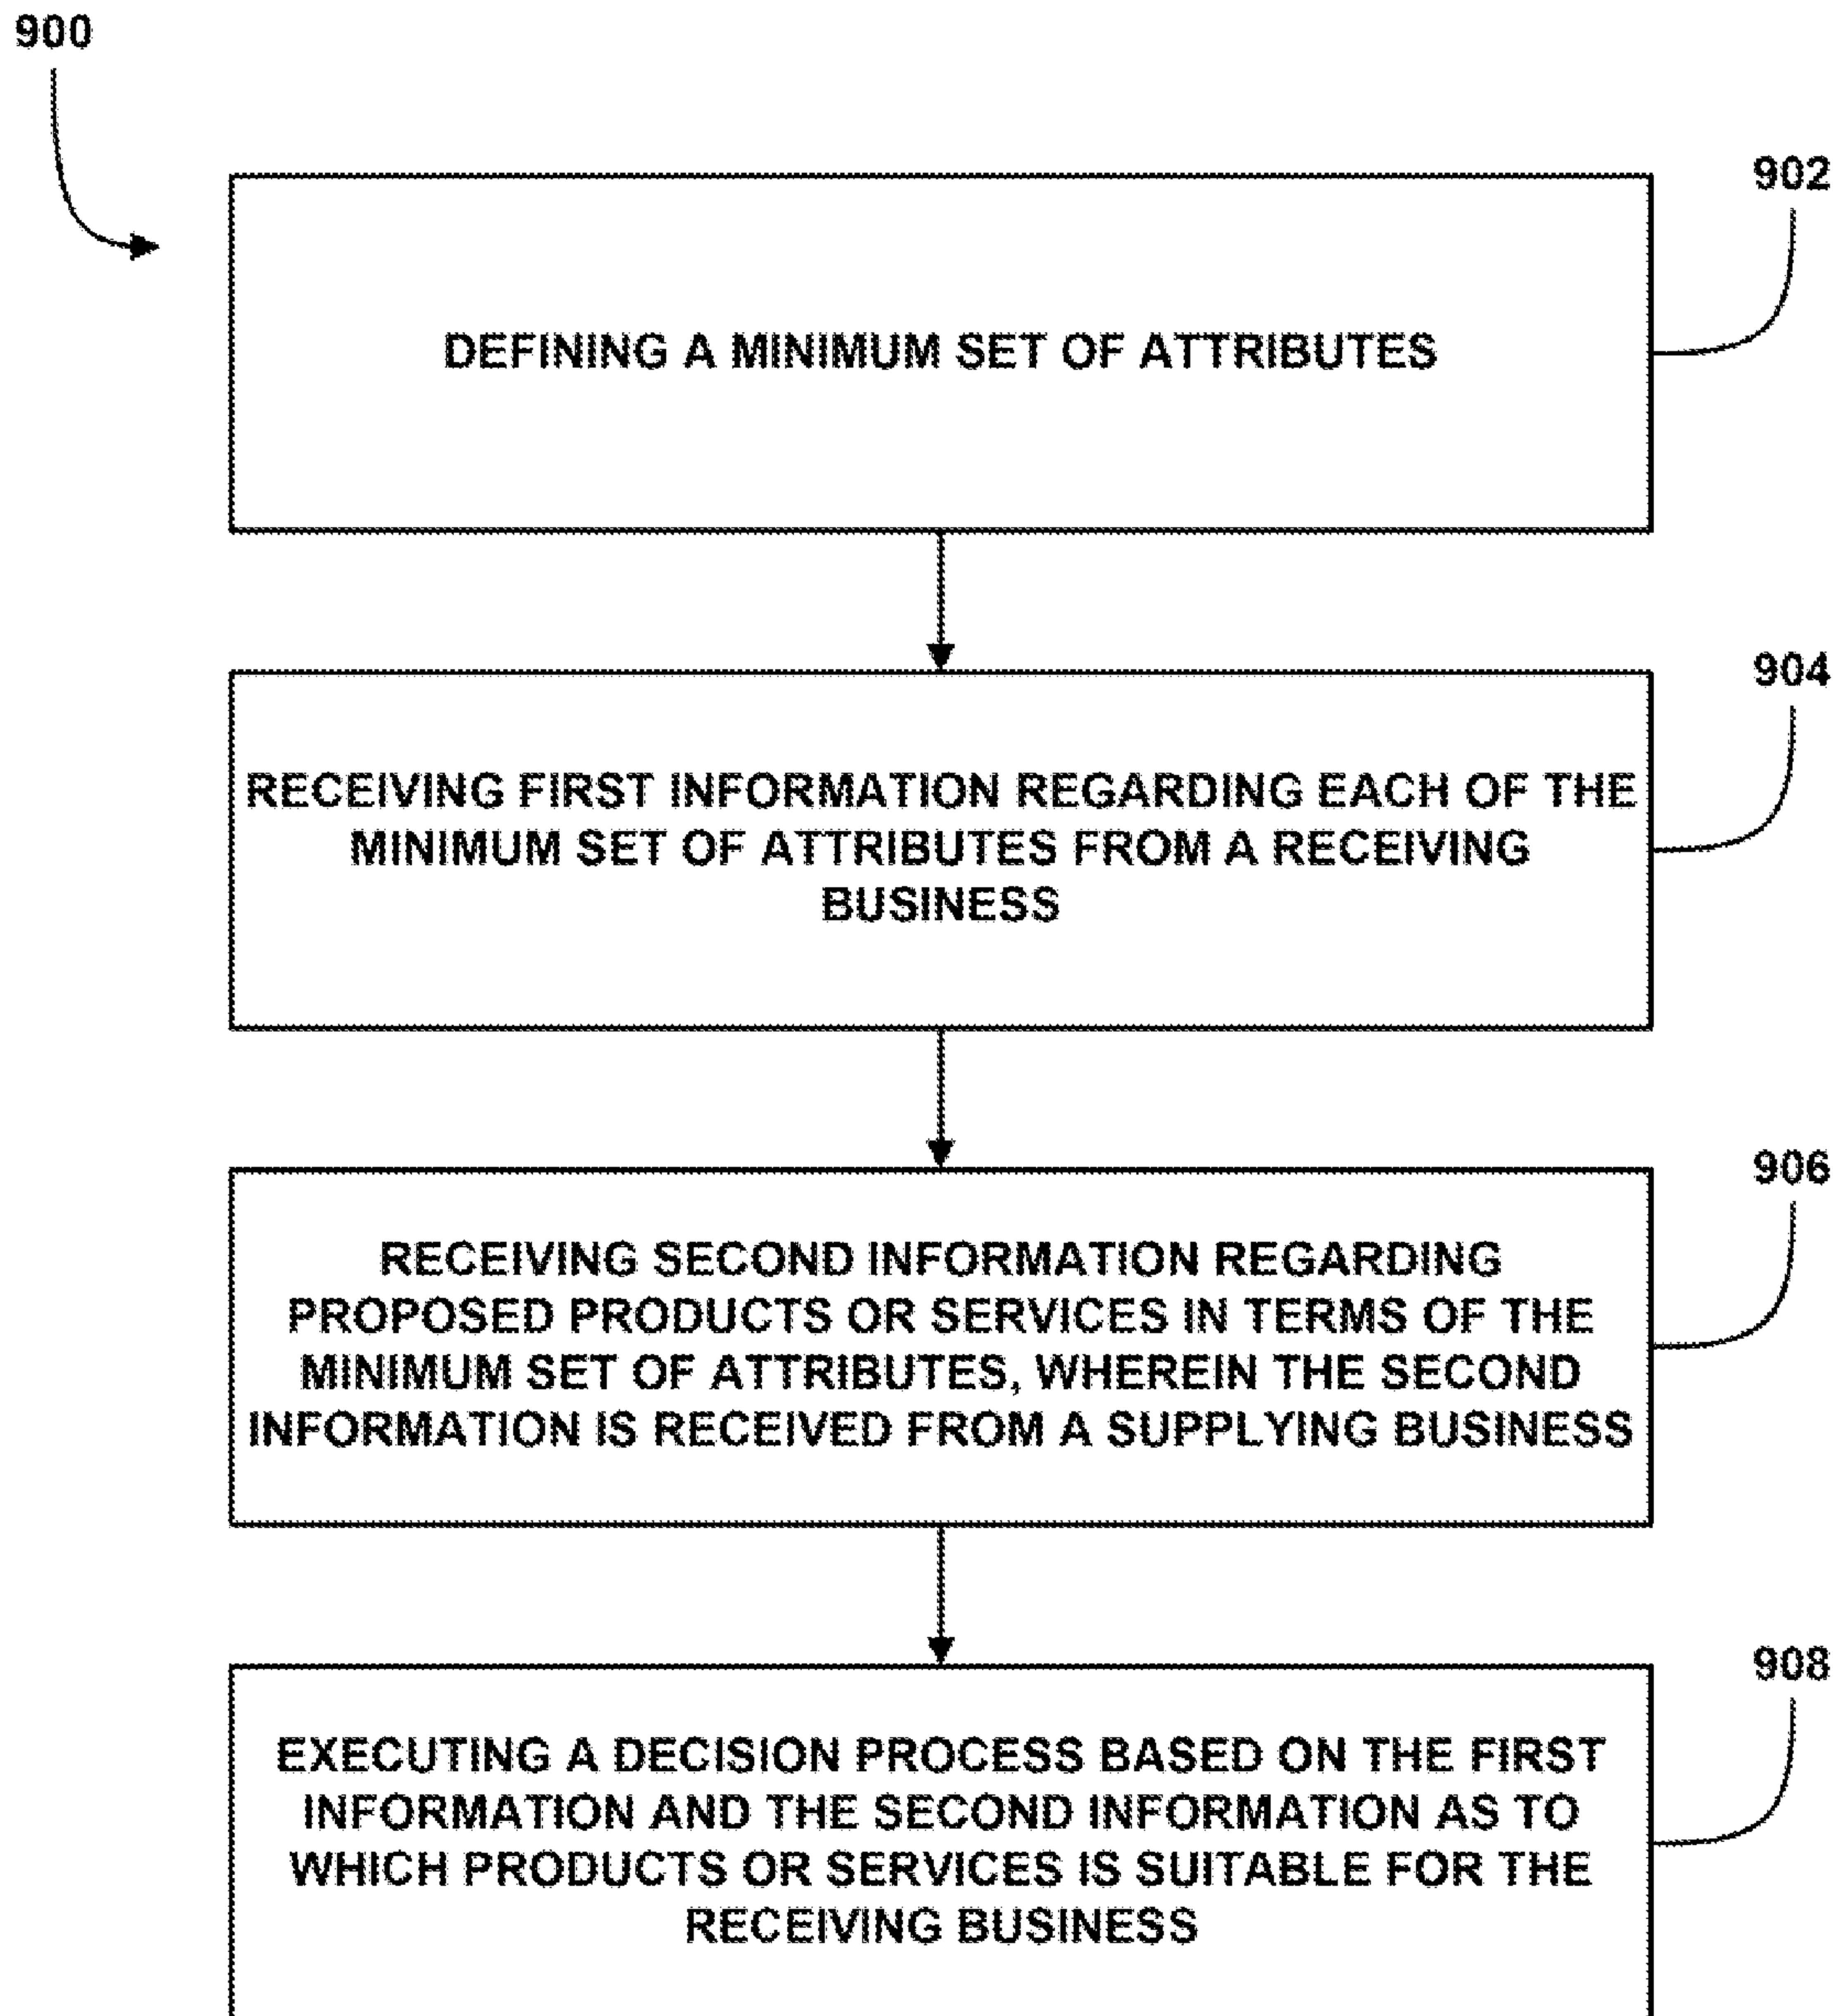 900
902
DEFINING A MINIMUM SET OF ATTRIBUTES
904
RECEIVING FIRST INFORMATION REGARDING EACH OF THE
MINIMUM SET OF ATTRIBUTES FROM A RECEIVING
BUSINESS
906
RECEIVING SECOND INFORMATION REGARDING
PROPOSED PRODUCTS OR SERVICES IN TERMS OF THE
MINIMUM SET OF ATTRIBUTES, WHEREIN THE SECOND
INFORMATION IS RECEIVED FROM A SUPPLYING BUSINESS
908
EXECUTING A DECISION PROCESS BASED ON THE FIRST
INFORMATION AND THE SECOND INFORMATION AS TO
WHICH PRODUCTS OR SERVICES IS SUITABLE FOR THE
RECEIVING BUSINESS